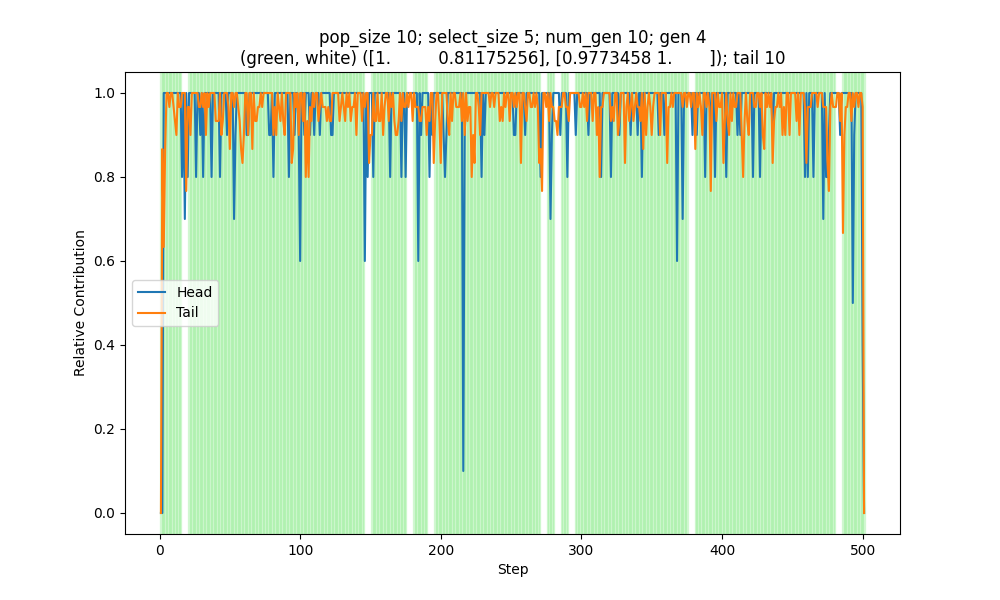 pop_size 10; select_size 5; num_gen 10; gen 4
(green, white) ([1. 0.81175256], [0.9773458 1. ]); tail 10
1.0
0.8
0.6
0.4
0.2
0.0
Relative Contribution
Head
Tail
0
100
200
300
400
500
Step